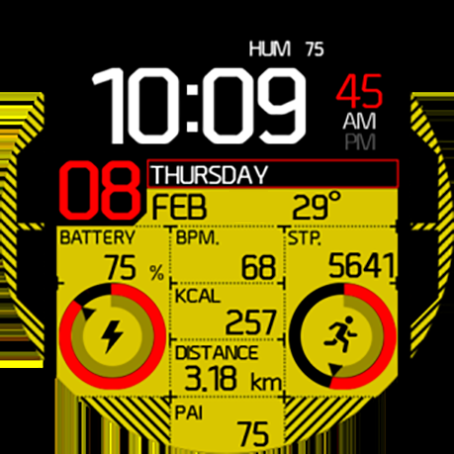 HUM 75
10:09 45
AM
PM
08 THURSDAY
FEB 29°
BATTERY BPM. STP.
75 % 68 5641
KCAL
257
DISTANCE
3.18 km
PAI
75